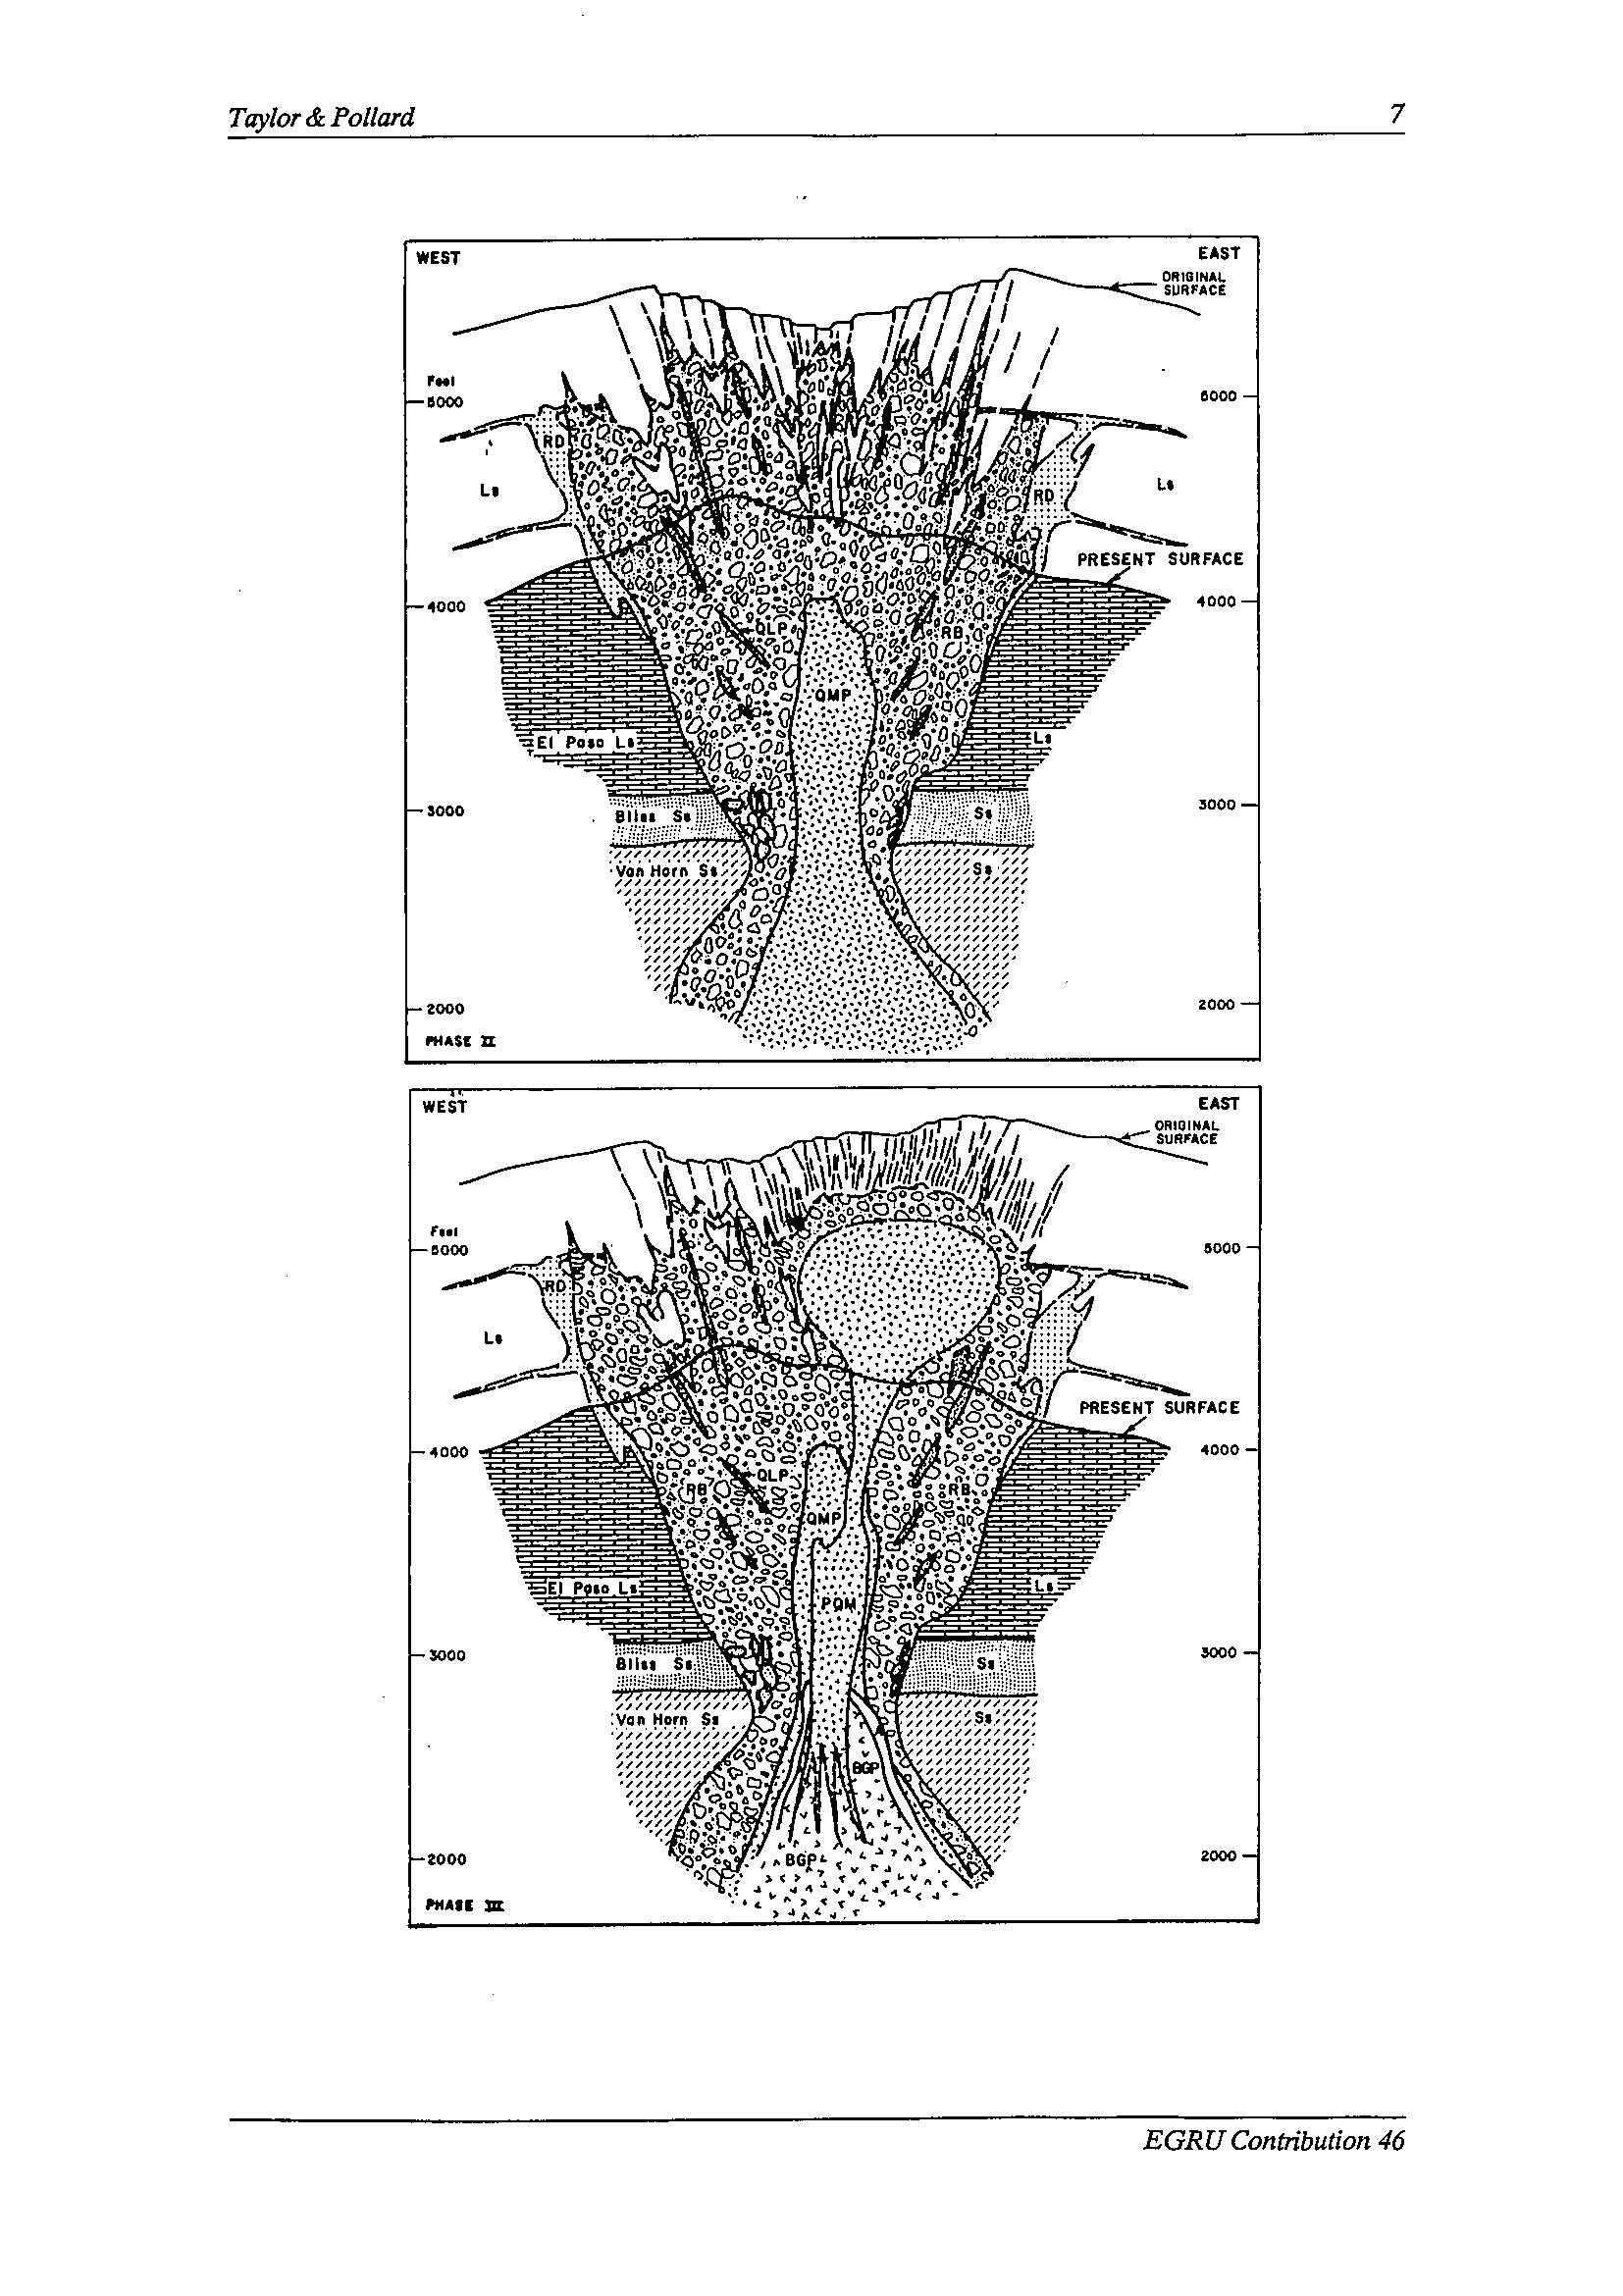 Taylor & Pollard 7
WEST EAST
ORIGINAL
SURFACE
Feet
5000 5000
RD
Ls RD Ls
PRESENT SURFACE
4000 4000
QLP RB
QMP
El Paso Ls Ls
3000 3000
Bliss Ss Ss
Van Horn Ss Ss
2000 2000
PHASE II
WEST EAST
ORIGINAL
SURFACE
Feet
5000 5000
RD
Ls
PRESENT SURFACE
4000 4000
QLP
RB RB
QMP
El Paso Ls Ls
PQM
3000 3000
Bliss Ss Ss
Van Horn Ss Ss
BGP
2000 BGP 2000
PHASE III
EGRU Contribution 46